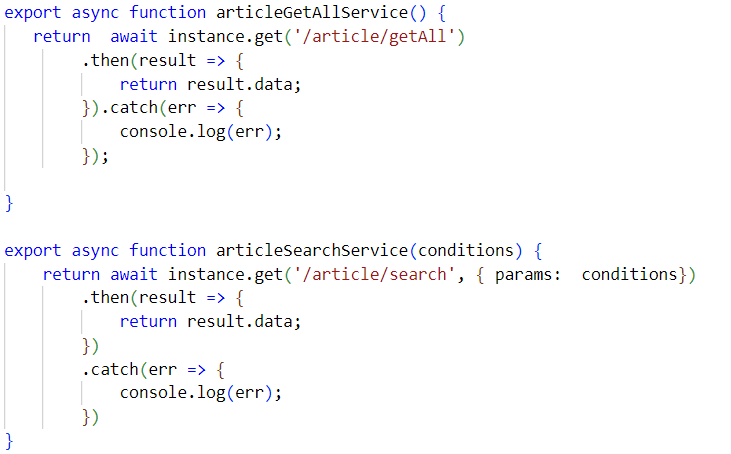 export async function articleGetAllService() {
   return  await instance.get('/article/getAll')
        .then(result => {
            return result.data;
        }).catch(err => {
            console.log(err);
        });

}

export async function articleSearchService(conditions) {
    return await instance.get('/article/search', { params:  conditions})
        .then(result => {
            return result.data;
        })
        .catch(err => {
            console.log(err);
        })
}